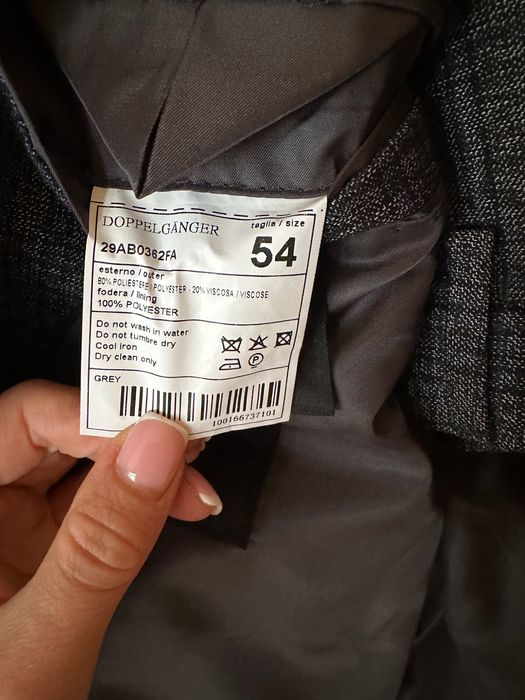 DOPPELGÄNGER
taglia / size
29AB0362FA
54
esterno / outer
80% POLIESTERE / POLYESTER - 20% VISCOSA / VISCOSE
fodera / lining
100% POLYESTER
Do not wash in water
Do not tumbre dry
Cool iron
Dry clean only
P
GREY
100166737101